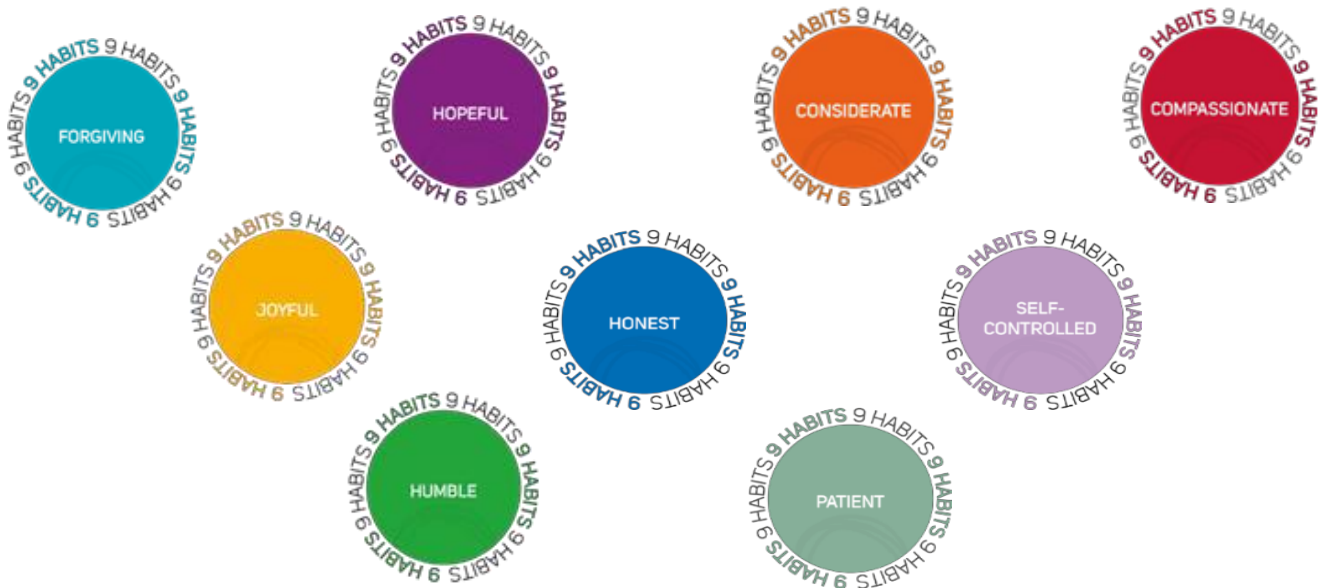 9 HABITS 9 HABITS 9 HABITS 9 HABITS 9 HABITS 9 HABITS
FORGIVING
9 HABITS 9 HABITS 9 HABITS 9 HABITS 9 HABITS 9 HABITS
HOPEFUL
9 HABITS 9 HABITS 9 HABITS 9 HABITS 9 HABITS 9 HABITS
CONSIDERATE
9 HABITS 9 HABITS 9 HABITS 9 HABITS 9 HABITS 9 HABITS
COMPASSIONATE
9 HABITS 9 HABITS 9 HABITS 9 HABITS 9 HABITS 9 HABITS
JOYFUL
9 HABITS 9 HABITS 9 HABITS 9 HABITS 9 HABITS 9 HABITS
HONEST
9 HABITS 9 HABITS 9 HABITS 9 HABITS 9 HABITS 9 HABITS
SELF-
CONTROLLED
9 HABITS 9 HABITS 9 HABITS 9 HABITS 9 HABITS 9 HABITS
HUMBLE
9 HABITS 9 HABITS 9 HABITS 9 HABITS 9 HABITS 9 HABITS
PATIENT